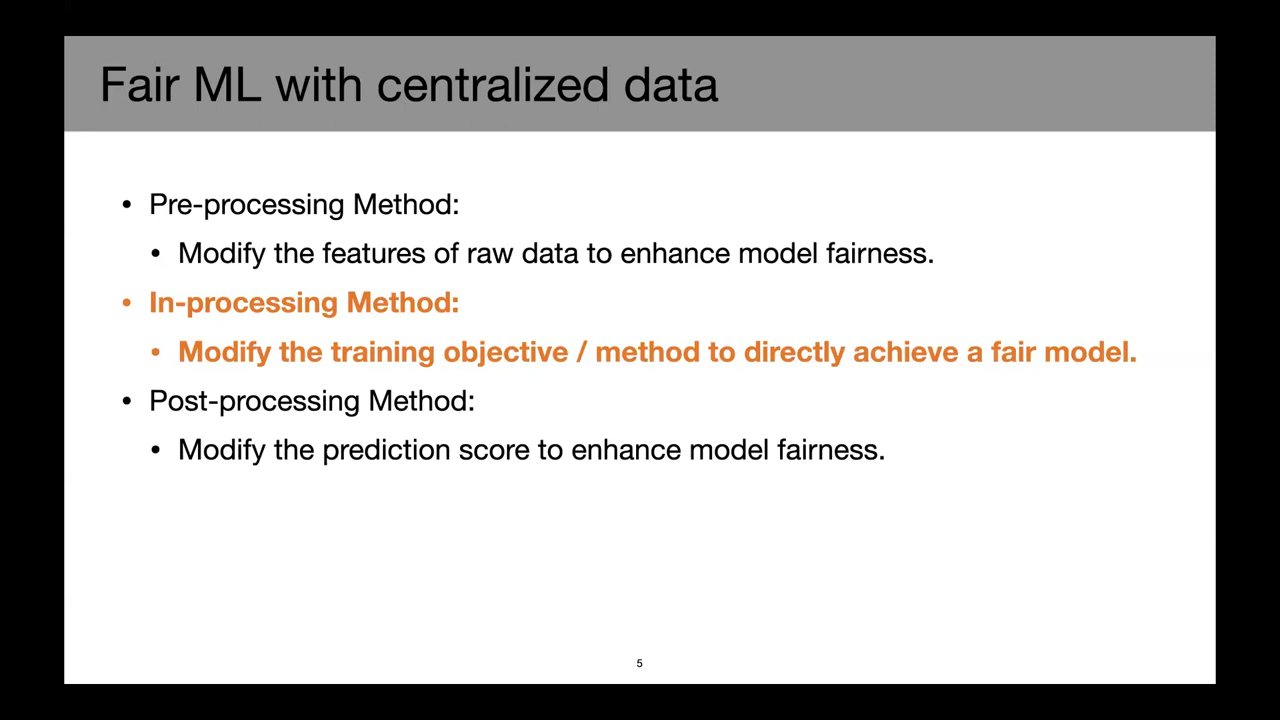 Fair ML with centralized data
• Pre-processing Method:
• Modify the features of raw data to enhance model fairness.
• In-processing Method:
• Modify the training objective / method to directly achieve a fair model.
• Post-processing Method:
• Modify the prediction score to enhance model fairness.
5